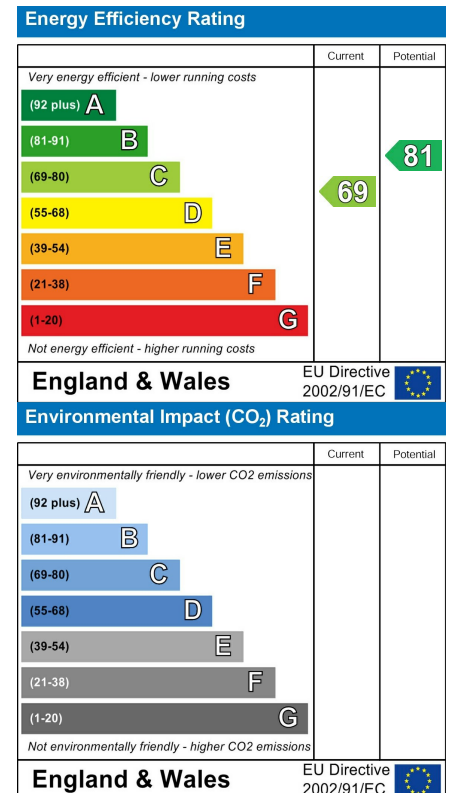 Energy Efficiency Rating
Current Potential
Very energy efficient - lower running costs
(92 plus) A
(81-91) B
(69-80) C
(55-68) D
(39-54) E
(21-38) F
(1-20) G
69
81
Not energy efficient - higher running costs
England & Wales
EU Directive
2002/91/EC
Environmental Impact (CO₂) Rating
Current Potential
Very environmentally friendly - lower CO2 emissions
(92 plus) A
(81-91) B
(69-80) C
(55-68) D
(39-54) E
(21-38) F
(1-20) G
Not environmentally friendly - higher CO2 emissions
England & Wales
EU Directive
2002/91/EC